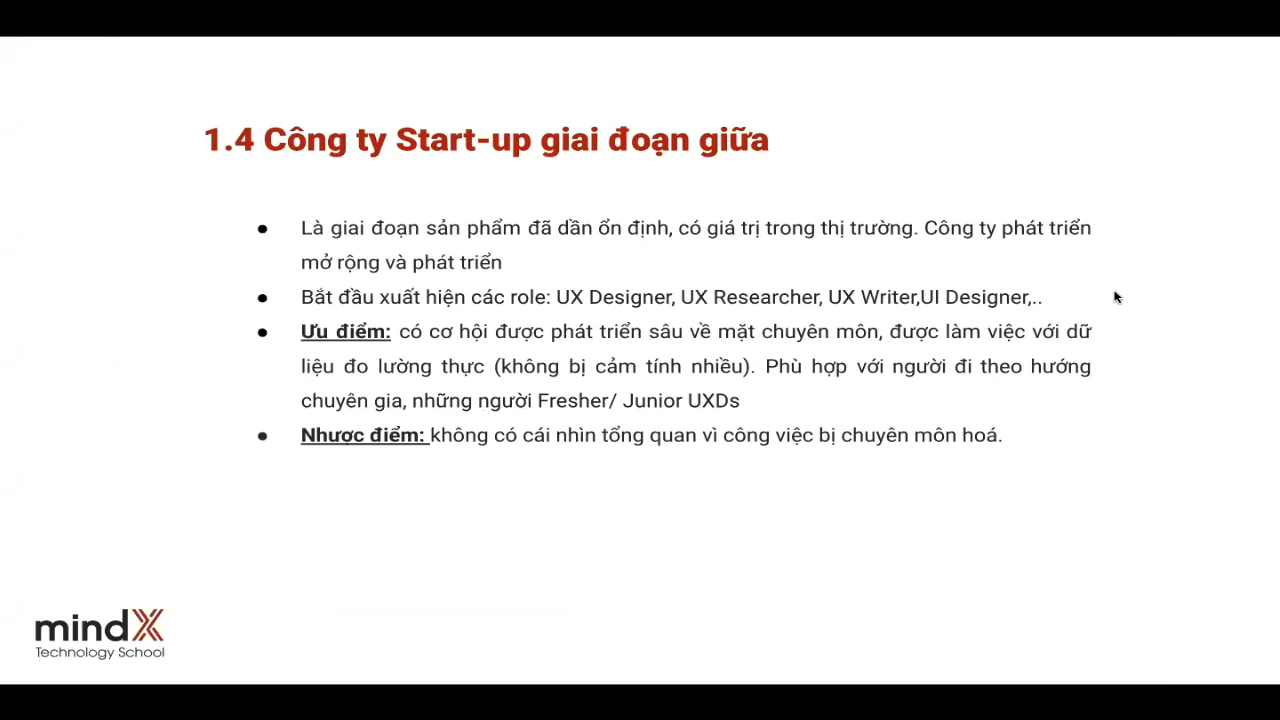 1.4 Công ty Start-up giai đoạn giữa
● Là giai đoạn sản phẩm đã dần ổn định, có giá trị trong thị trường. Công ty phát triển
mở rộng và phát triển
● Bắt đầu xuất hiện các role: UX Designer, UX Researcher, UX Writer,UI Designer,..
● Ưu điểm: có cơ hội được phát triển sâu về mặt chuyên môn, được làm việc với dữ
liệu đo lường thực (không bị cảm tính nhiều). Phù hợp với người đi theo hướng
chuyên gia, những người Fresher/ Junior UXDs
● Nhược điểm: không có cái nhìn tổng quan vì công việc bị chuyên môn hoá.
mindX
Technology School